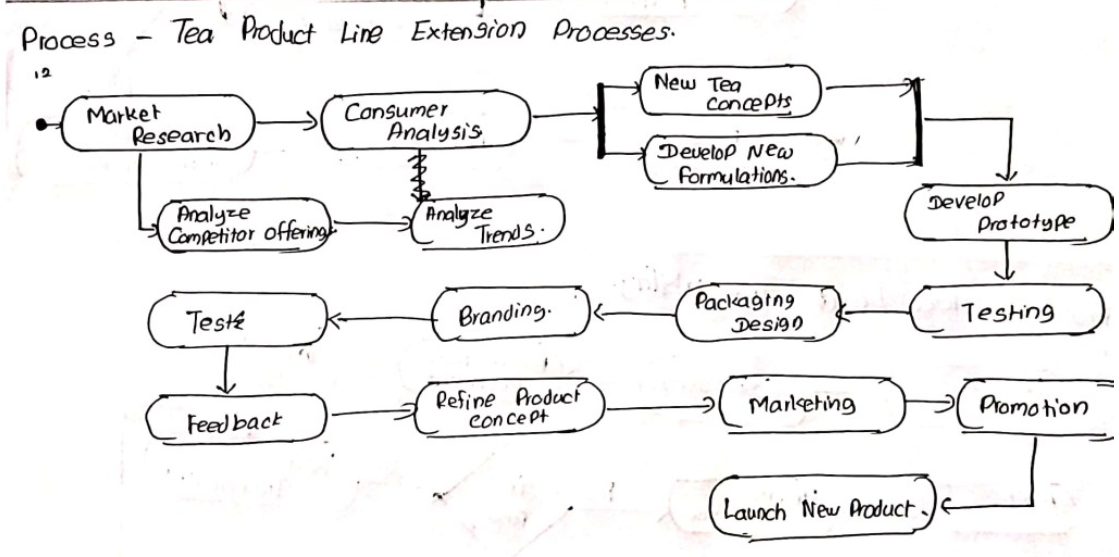 Process - Tea Product Line Extension Processes.
12
Market
Research
Consumer
Analysis
New Tea
Concepts
Develop New
Formulations.
Analyze
Competitor offering
Analyze
Trends.
Develop
Prototype
Testing
Packaging
Design
Branding.
Test
Feedback
Refine Product
Concept
Marketing
Promotion
Launch New Product.